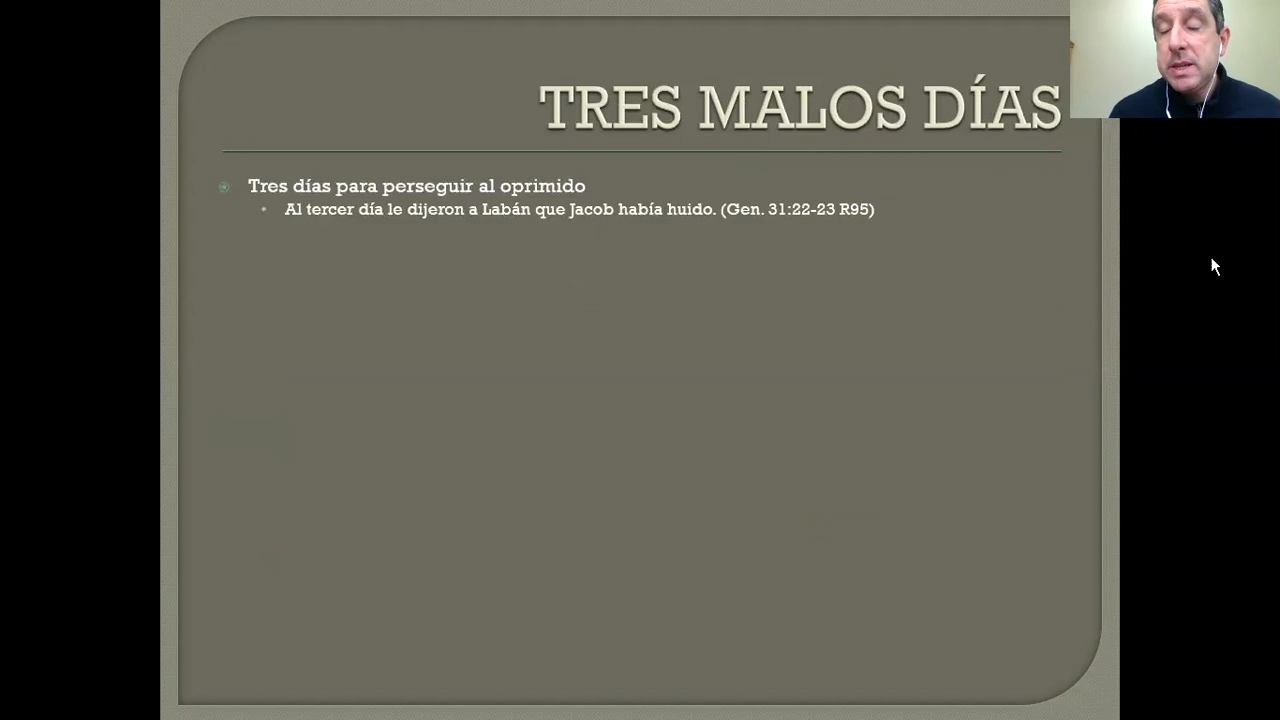 TRES MALOS DÍAS
Tres días para perseguir al oprimido
Al tercer día le dijeron a Labán que Jacob había huido. (Gen. 31:22-23 R95)